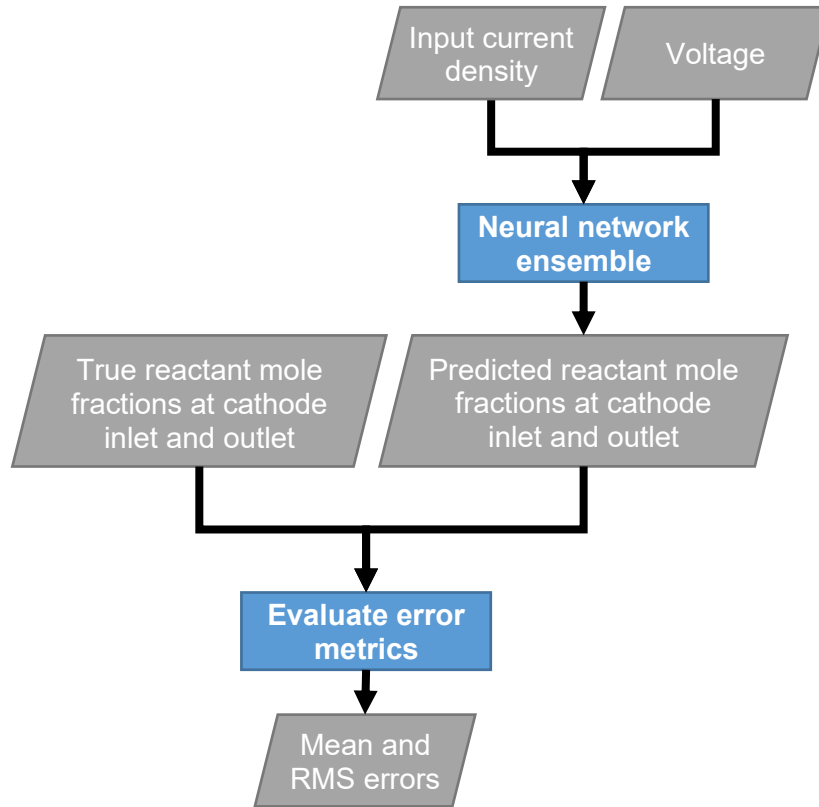 Input current
density
Voltage
Neural network
ensemble
True reactant mole
fractions at cathode
inlet and outlet
Predicted reactant mole
fractions at cathode
inlet and outlet
Evaluate error
metrics
Mean and
RMS errors